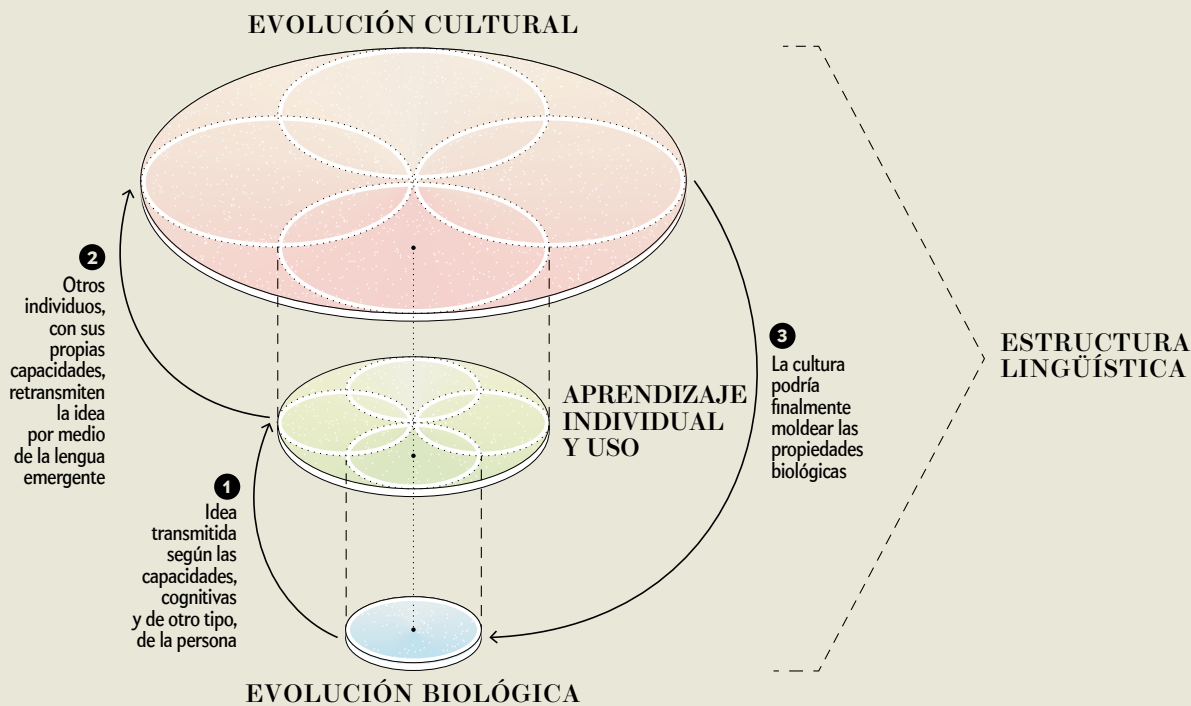 EVOLUCIÓN CULTURAL
2
Otros
individuos,
con sus
propias
capacidades,
retransmiten
la idea
por medio
de la lengua
emergente
1
Idea
transmitida
según las
capacidades,
cognitivas
y de otro tipo,
de la persona
APRENDIZAJE
INDIVIDUAL
Y USO
3
La cultura
podría
finalmente
moldear las
propiedades
biológicas
ESTRUCTURA
LINGÜÍSTICA
EVOLUCIÓN BIOLÓGICA